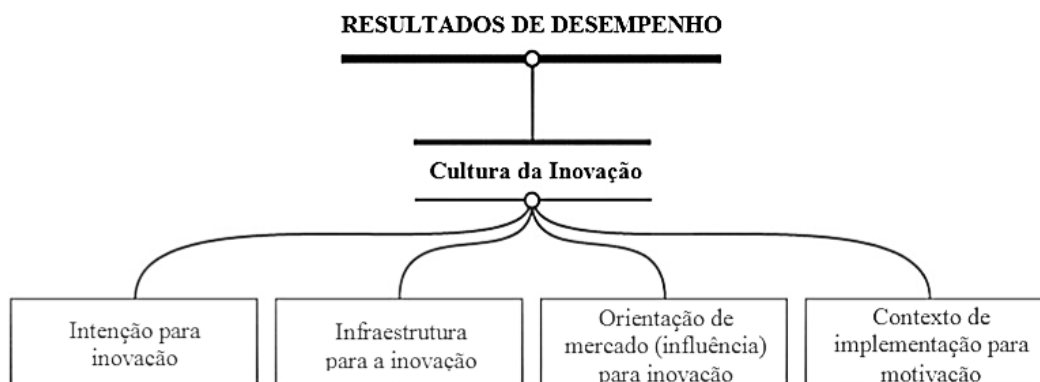 RESULTADOS DE DESEMPENHO
Cultura da Inovação
Intenção para
inovação
Infraestrutura
para a inovação
Orientação de
mercado (influência)
para inovação
Contexto de
implementação para
motivação